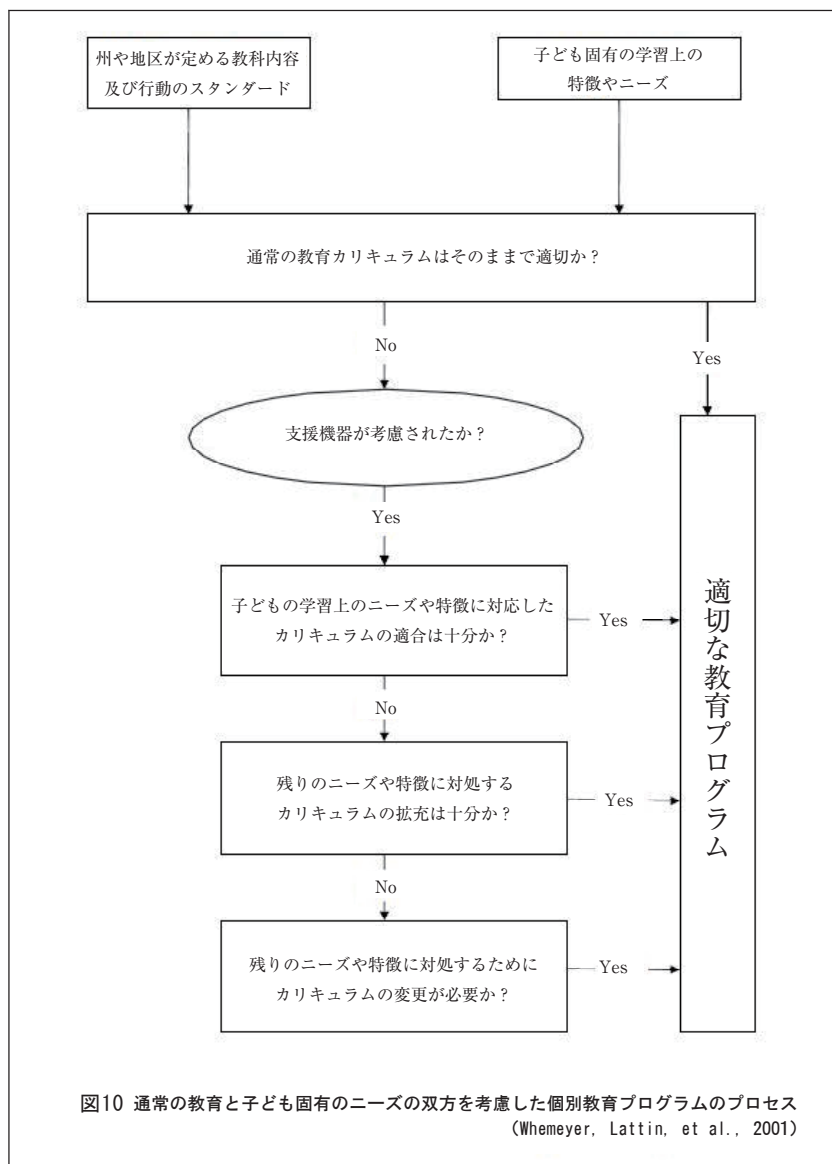 州や地区が定める教科内容
及び行動のスタンダード
子ども固有の学習上の
特徴やニーズ
通常の教育カリキュラムはそのままで適切か？
No
Yes
支援機器が考慮されたか？
Yes
子どもの学習上のニーズや特徴に対応した
カリキュラムの適合は十分か？
Yes
No
残りのニーズや特徴に対処する
カリキュラムの拡充は十分か？
Yes
No
残りのニーズや特徴に対処するために
カリキュラムの変更が必要か？
Yes
適切な教育プログラム
図10 通常の教育と子ども固有のニーズの双方を考慮した個別教育プログラムのプロセス
(Whemeyer, Lattin, et al., 2001)